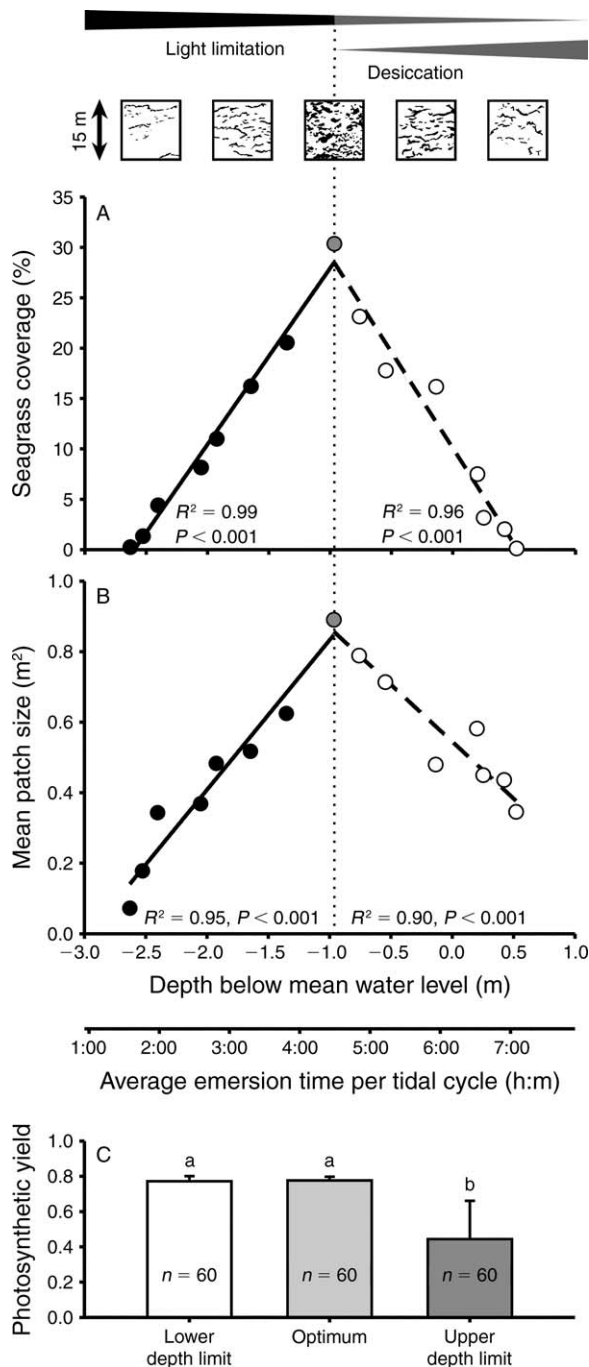 Light limitation
Desiccation
15 m
A
Seagrass coverage (%)
35
30
25
20
15
10
5
0
R² = 0.99
P < 0.001
R² = 0.96
P < 0.001
B
Mean patch size (m²)
1.0
0.8
0.6
0.4
0.2
0.0
R² = 0.95, P < 0.001
R² = 0.90, P < 0.001
−3.0 −2.5 −2.0 −1.5 −1.0 −0.5 0.0 0.5 1.0
Depth below mean water level (m)
1:00 2:00 3:00 4:00 5:00 6:00 7:00
Average emersion time per tidal cycle (h:m)
C
Photosynthetic yield
1.0
0.8
0.6
0.4
0.2
0.0
a a b
n = 60 n = 60 n = 60
Lower
depth limit
Optimum
Upper
depth limit